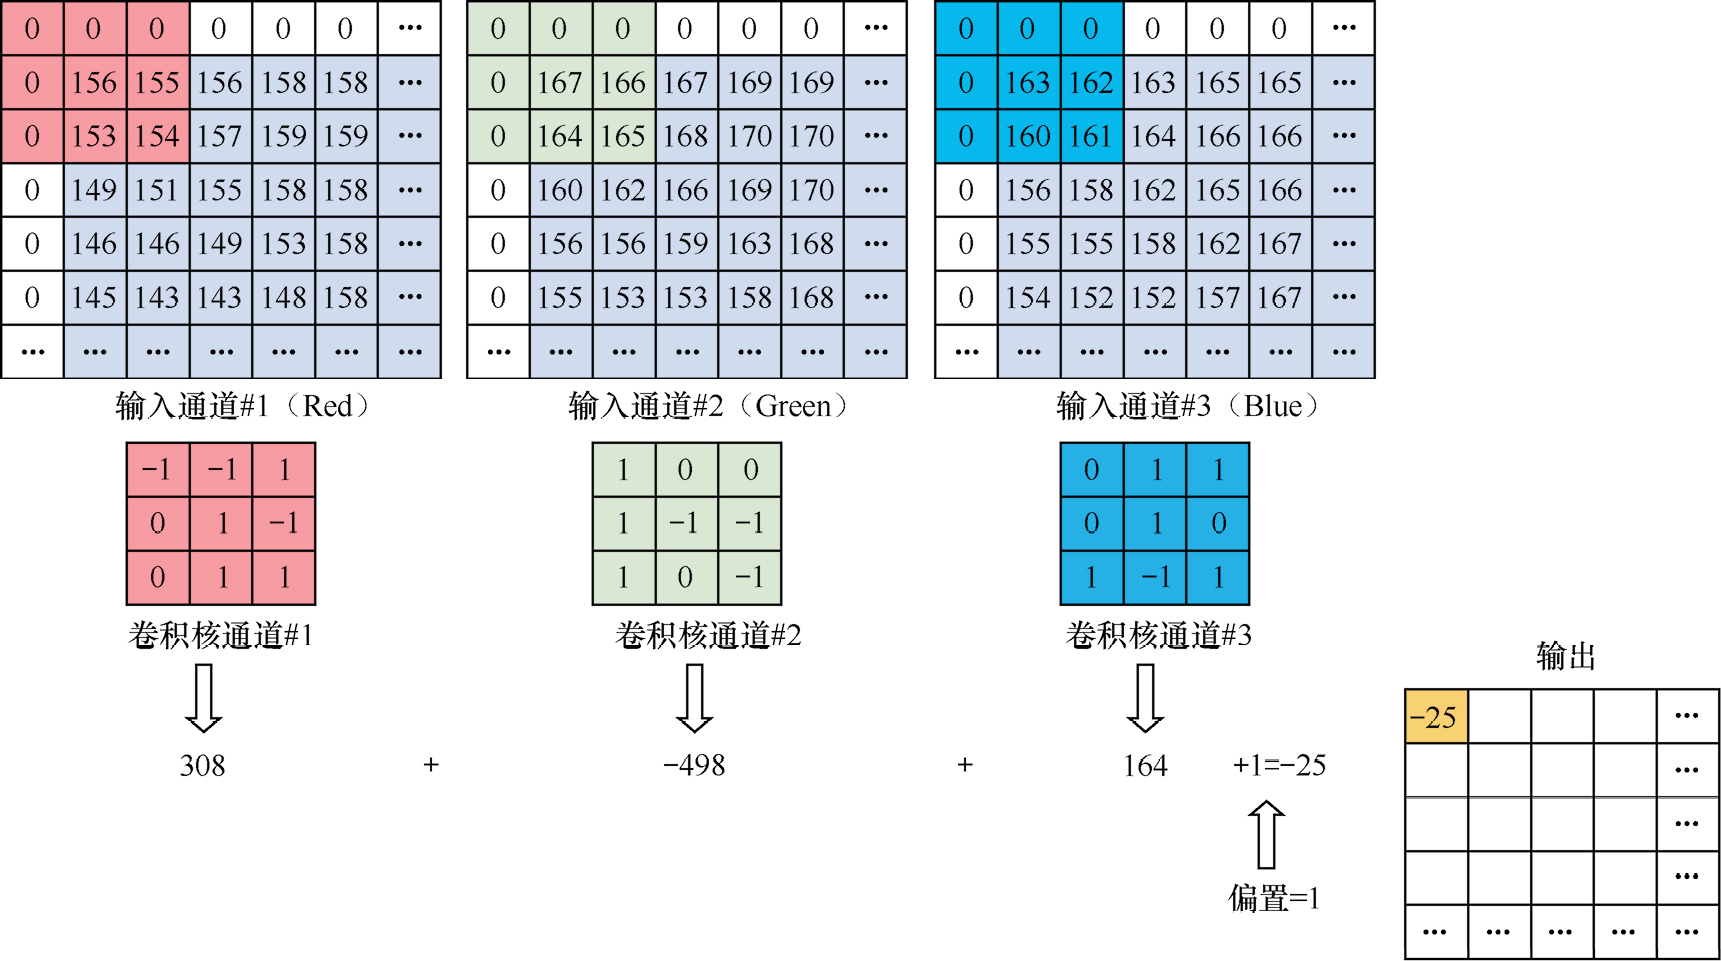 0 0 0 0 0 0 ··· 0 0 0 0 0 0 ··· 0 0 0 0 0 0 ···
0 156 155 156 158 158 ··· 0 167 166 167 169 169 ··· 0 163 162 163 165 165 ···
0 153 154 157 159 159 ··· 0 164 165 168 170 170 ··· 0 160 161 164 166 166 ···
0 149 151 155 158 158 ··· 0 160 162 166 169 170 ··· 0 156 158 162 165 166 ···
0 146 146 149 153 158 ··· 0 156 156 159 163 168 ··· 0 155 155 158 162 167 ···
0 145 143 143 148 158 ··· 0 155 153 153 158 168 ··· 0 154 152 152 157 167 ···
··· ··· ··· ··· ··· ··· ··· ··· ··· ··· ··· ··· ··· ··· ··· ··· ··· ··· ··· ··· ···
输入通道#1（Red） 输入通道#2（Green） 输入通道#3（Blue）
-1 -1 1 1 0 0 0 1 1
0 1 -1 1 -1 -1 0 1 0
0 1 1 1 0 -1 1 -1 1
卷积核通道#1 卷积核通道#2 卷积核通道#3
输出
-25 ···
308 + -498 + 164 +1=-25
···
···
···
偏置=1
··· ··· ··· ··· ···